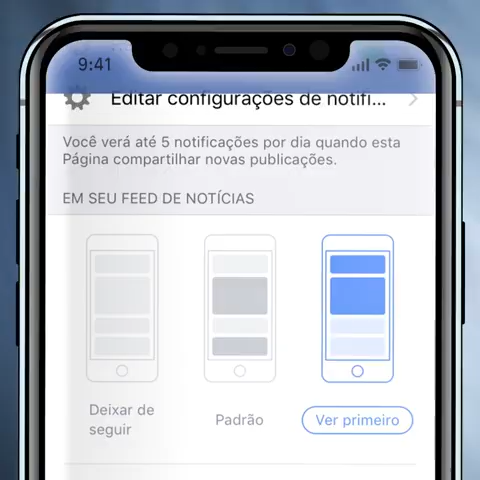 9:41
Editar configurações de notifi...
Você verá até 5 notificações por dia quando esta
Página compartilhar novas publicações.
EM SEU FEED DE NOTÍCIAS
Deixar de
seguir
Padrão
Ver primeiro